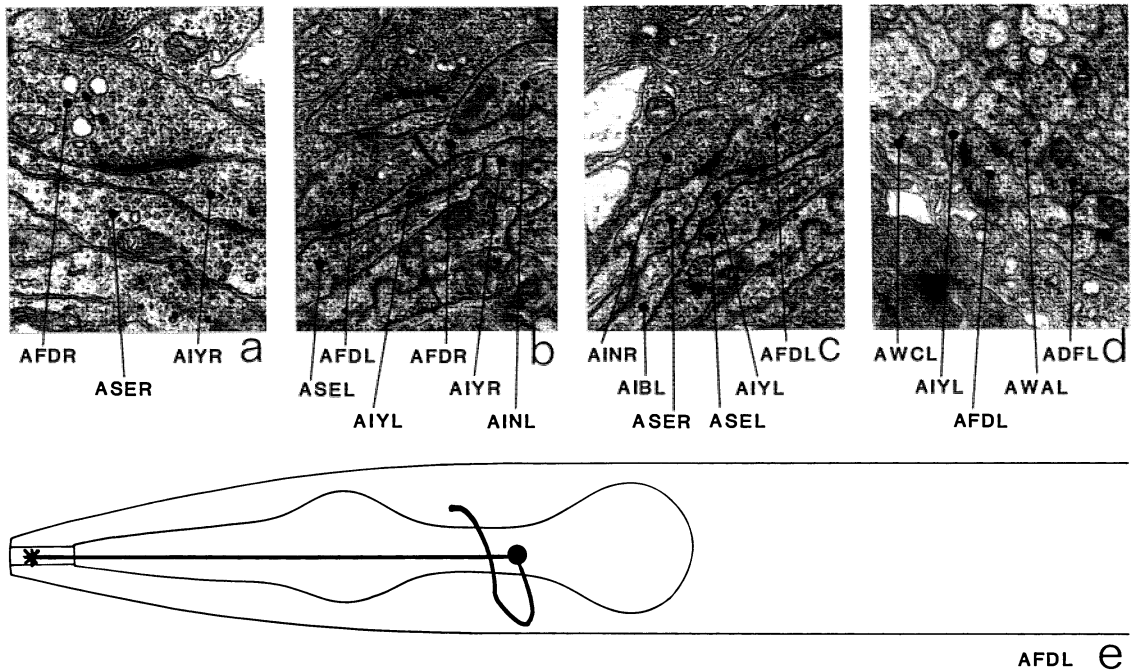 AFDR AIYR a
ASER
AFDL AFDR b
ASEL AIYR
AIYL AINL
AINR AFDL c
AIBL AIYL
ASER ASEL
AWCL ADFL d
AIYL AWAL
AFDL
AFDL e